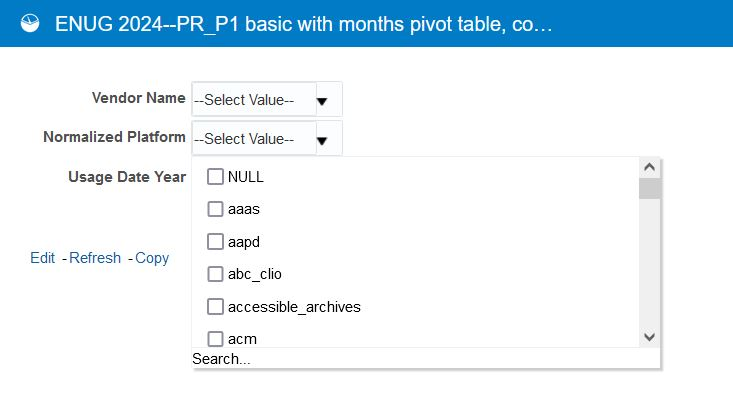 ENUG 2024--PR_P1 basic with months pivot table, co...
Vendor Name --Select Value--
Normalized Platform --Select Value--
Usage Date Year
NULL
aaas
aapd
abc_clio
accessible_archives
acm
Search...
Edit -Refresh -Copy